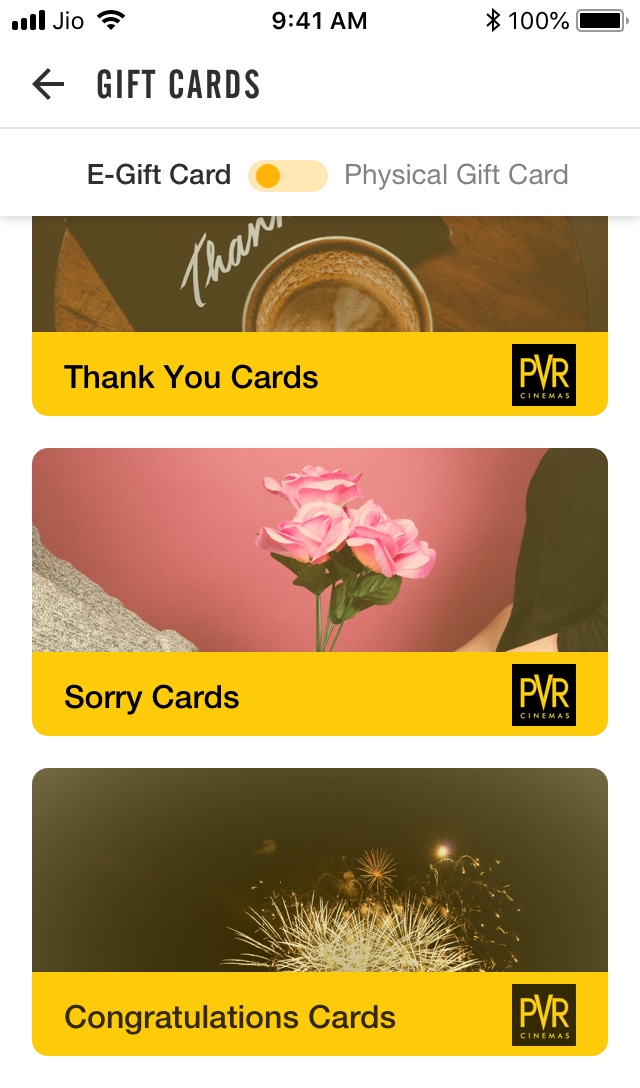 Jio 9:41 AM 100%
GIFT CARDS
E-Gift Card Physical Gift Card
Than
Thank You Cards PVR
CINEMAS
Sorry Cards PVR
CINEMAS
Congratulations Cards PVR
CINEMAS